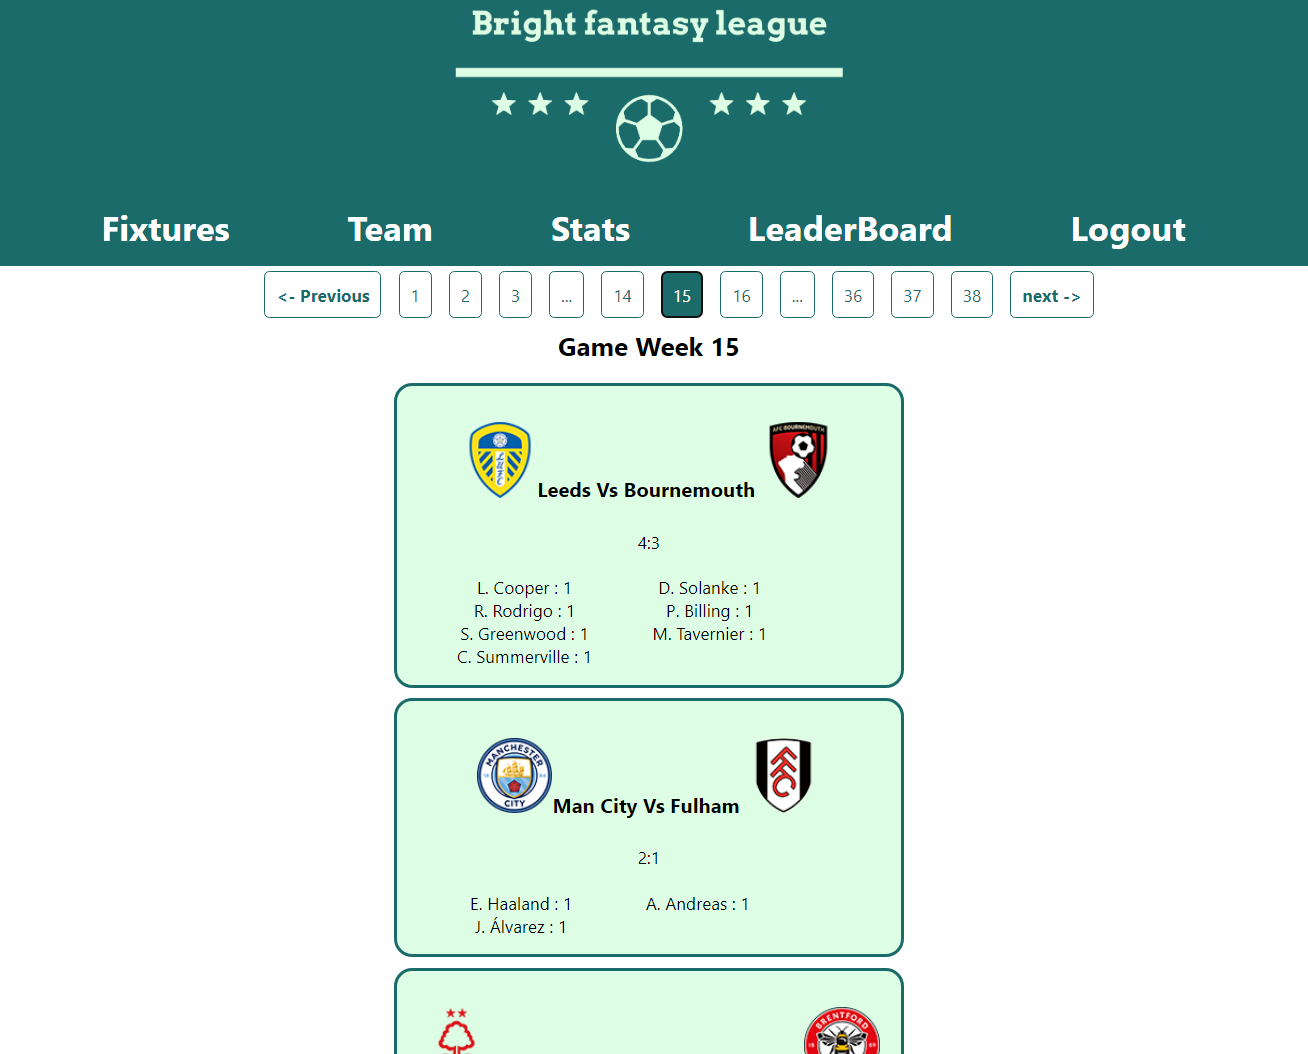 Bright fantasy league
Fixtures Team Stats LeaderBoard Logout
<- Previous 1 2 3 ... 14 15 16 ... 36 37 38 next ->
Game Week 15
AFC BOURNEMOUTH
LUFC
Leeds Vs Bournemouth
4:3
L. Cooper : 1 D. Solanke : 1
R. Rodrigo : 1 P. Billing : 1
S. Greenwood : 1 M. Tavernier : 1
C. Summerville : 1
MANCHESTER
CITY
FFC
Man City Vs Fulham
2:1
E. Haaland : 1 A. Andreas : 1
J. Álvarez : 1
BRENTFORD